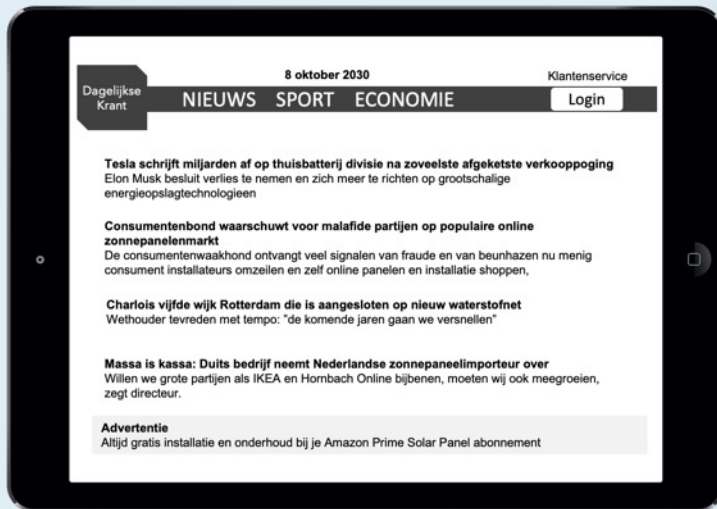 8 oktober 2030
Klantenservice
Dagelijkse
Krant
NIEUWS SPORT ECONOMIE
Login
Tesla schrijft miljarden af op thuisbatterij divisie na zoveelste afgeketste verkooppoging
Elon Musk besluit verlies te nemen en zich meer te richten op grootschalige
energieopslagtechnologieen
Consumentenbond waarschuwt voor malafide partijen op populaire online
zonnepanelenmarkt
De consumentenwaakhond ontvangt veel signalen van fraude en van beunhazen nu menig
consument installateurs omzeilen en zelf online panelen en installatie shoppen,
Charlois vijfde wijk Rotterdam die is aangesloten op nieuw waterstofnet
Wethouder tevreden met tempo: "de komende jaren gaan we versnellen"
Massa is kassa: Duits bedrijf neemt Nederlandse zonnepaneelimporteur over
Willen we grote partijen als IKEA en Hornbach Online bijbenen, moeten wij ook meegroeien,
zegt directeur.
Advertentie
Altijd gratis installatie en onderhoud bij je Amazon Prime Solar Panel abonnement